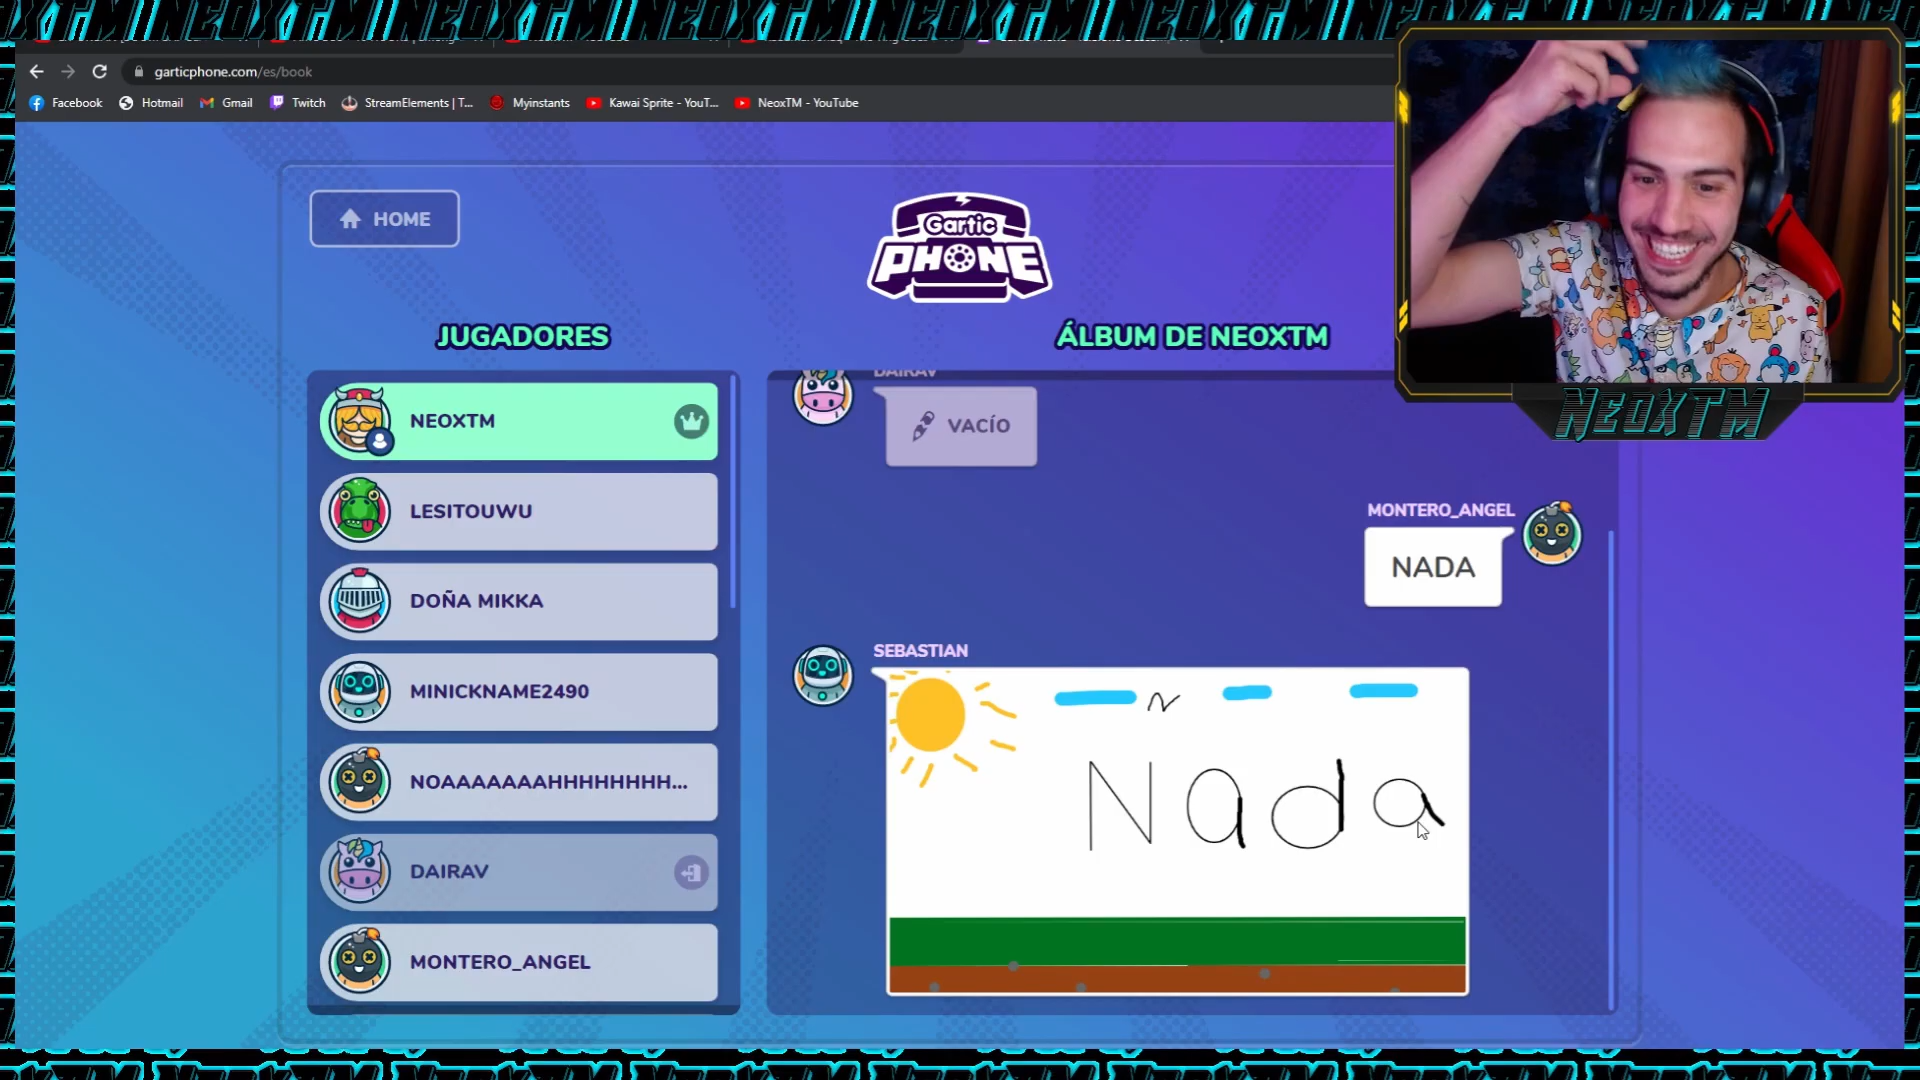 garticphone.com/es/book
Facebook Hotmail Gmail Twitch StreamElements | T... Myinstants Kawai Sprite - YouT... NeoxTM - YouTube
HOME
Gartic
PHONE
JUGADORES
ÁLBUM DE NEOXTM
NEOXTM
NEOXTM
LESITOUWU
DOÑA MIKKA
MINICKNAME2490
NOAAAAAAAHHHHHHHH...
DAIRAV
MONTERO_ANGEL
DAIRAV
VACÍO
MONTERO_ANGEL
NADA
SEBASTIAN
Nada